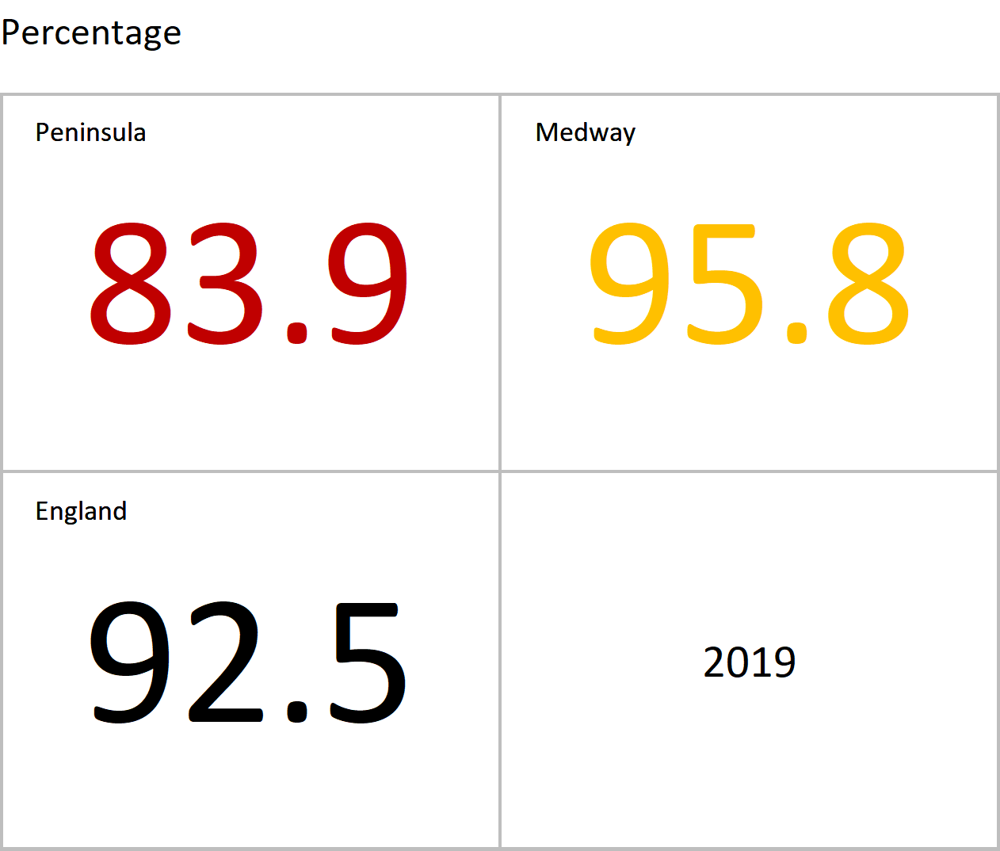 Percentage
Peninsula
83.9
Medway
95.8
England
92.5
2019